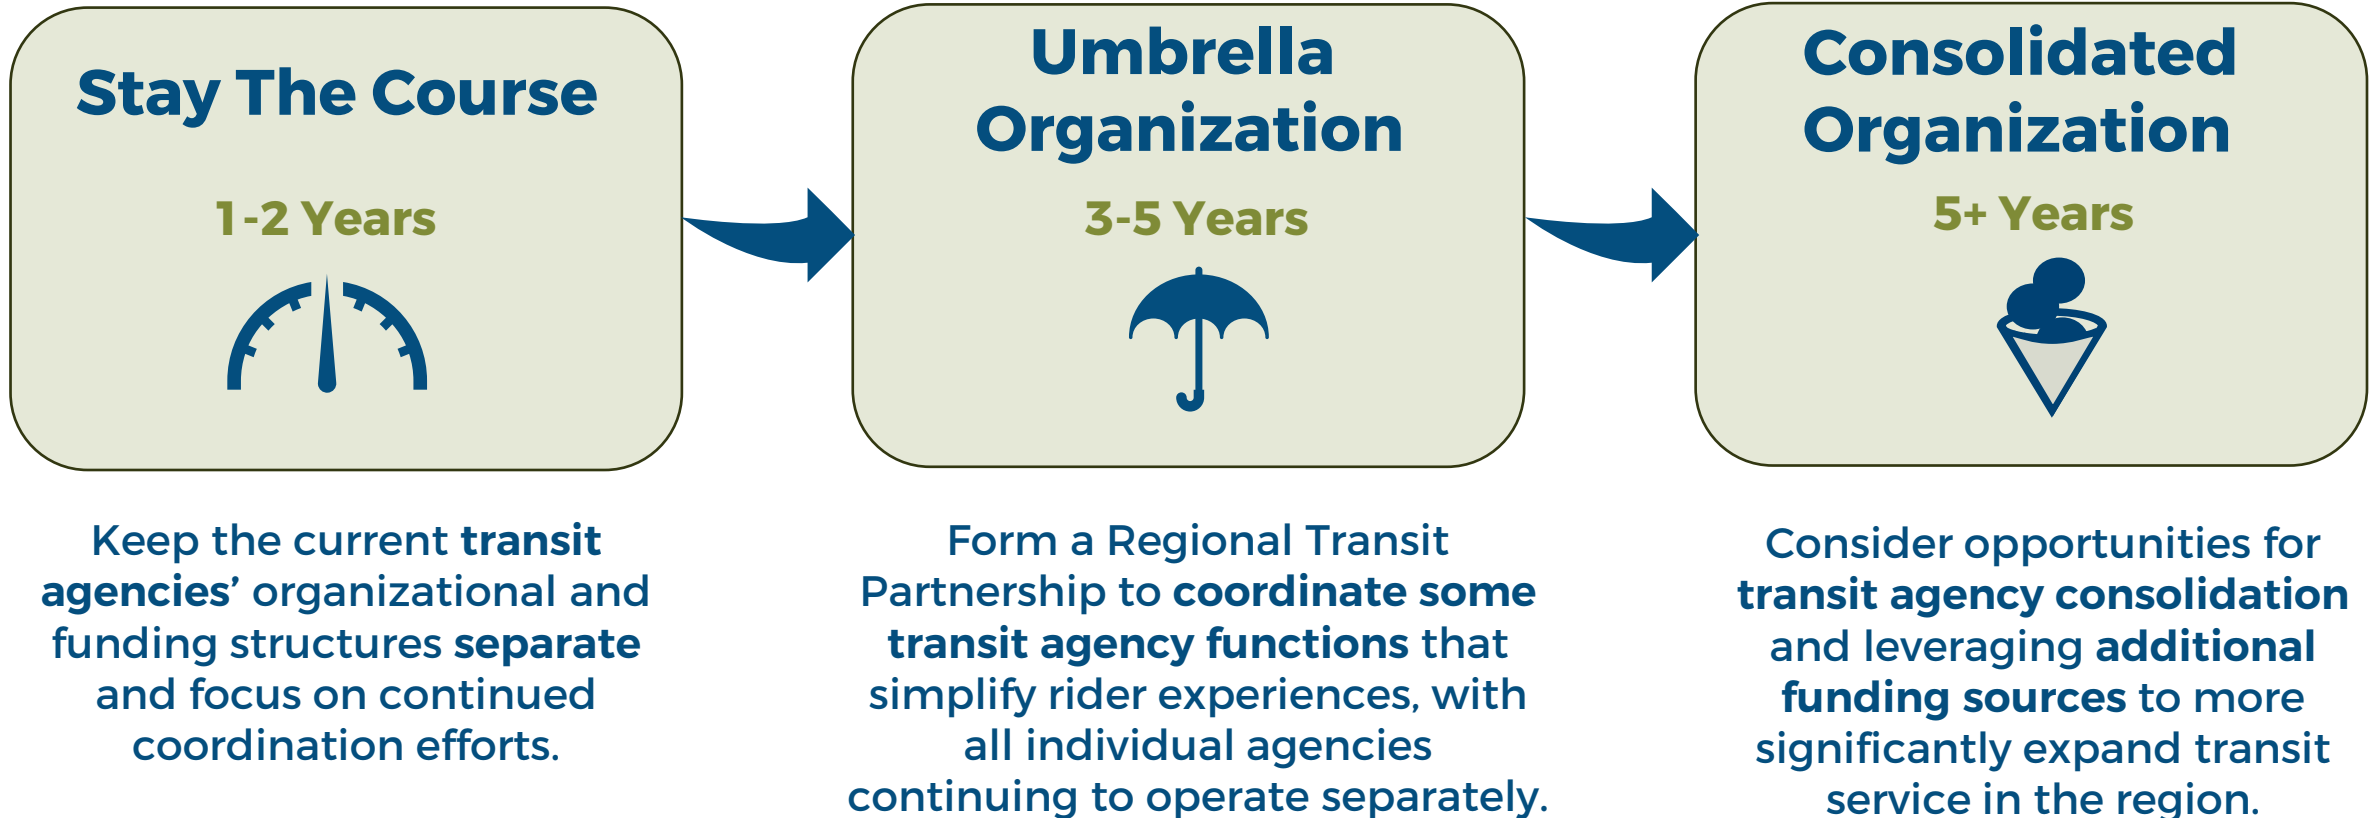 Stay The Course
1-2 Years
Keep the current transit
agencies’ organizational and
funding structures separate
and focus on continued
coordination efforts.
Umbrella
Organization
3-5 Years
Form a Regional Transit
Partnership to coordinate some
transit agency functions that
simplify rider experiences, with
all individual agencies
continuing to operate separately.
Consolidated
Organization
5+ Years
Consider opportunities for
transit agency consolidation
and leveraging additional
funding sources to more
significantly expand transit
service in the region.